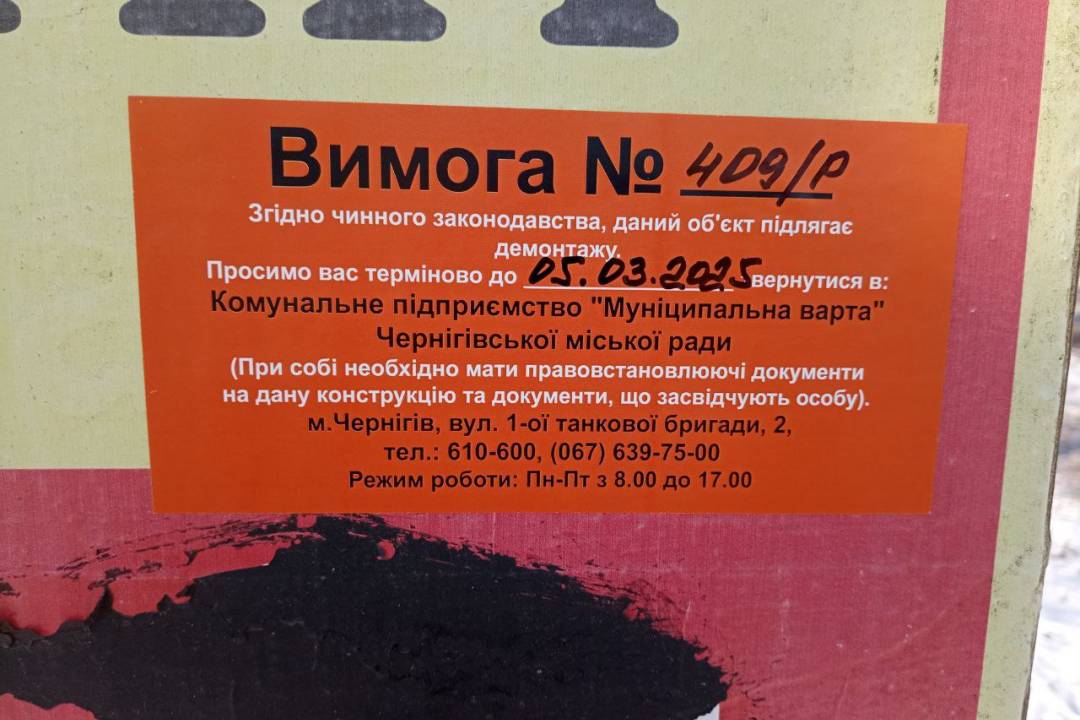 Вимога № 409/Р
Згідно чинного законодавства, даний об'єкт підлягає
демонтажу.
Просимо вас терміново до 05.03.2025 звернутися в:
Комунальне підприємство "Муніципальна варта"
Чернігівської міської ради
(При собі необхідно мати правовстановлюючі документи
на дану конструкцію та документи, що засвідчують особу).
м.Чернігів, вул. 1-ої танкової бригади, 2,
тел.: 610-600, (067) 639-75-00
Режим роботи: Пн-Пт з 8.00 до 17.00